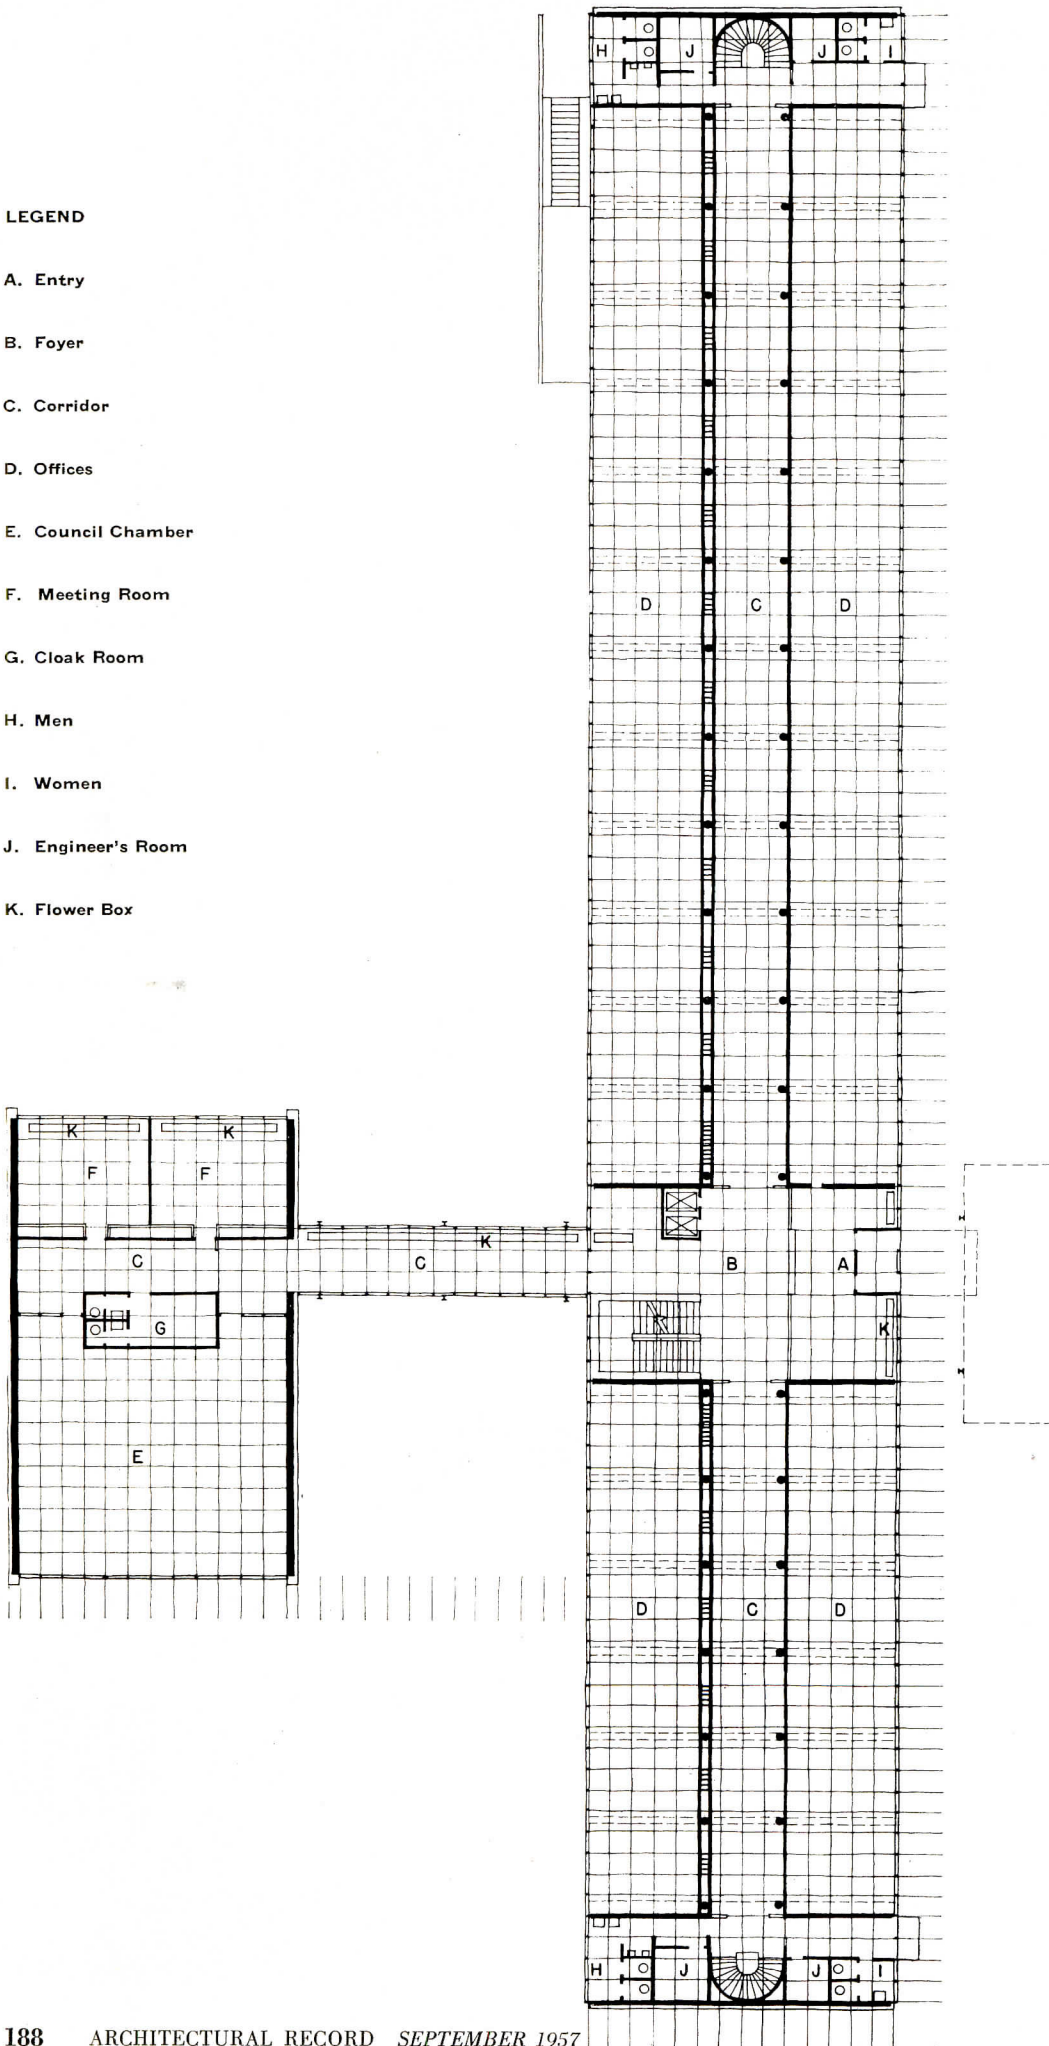 H
J
J
I
LEGEND
A. Entry
B. Foyer
C. Corridor
D. Offices
E. Council Chamber
F. Meeting Room
G. Cloak Room
H. Men
I. Women
J. Engineer's Room
K. Flower Box
D
C
D
K
K
F
F
C
C
K
B
A
G
K
E
D
C
D
H
J
J
I
188 ARCHITECTURAL RECORD SEPTEMBER 1957